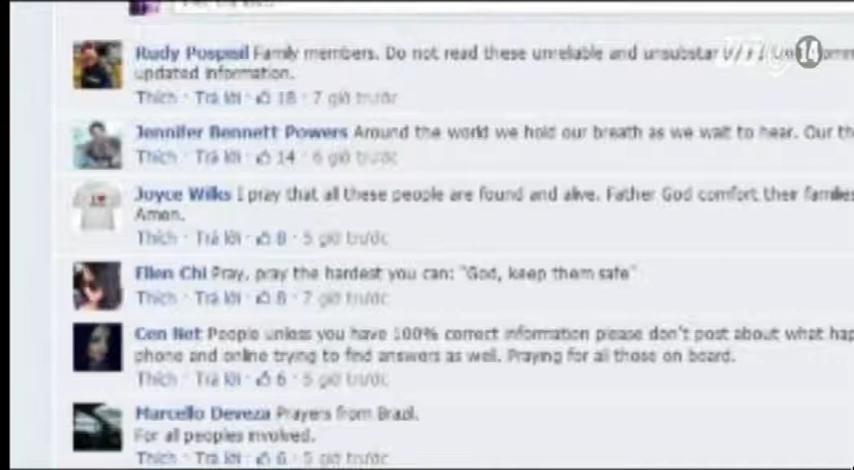 Rudy Pospisil Family members. Do not read these unreliable and
updated information.
Thích · Trả lời · 18 · 7 giờ trước
Jennifer Bennett Powers Around the world we hold our breath as we wait to hear. Our
Thích · Trả lời · 14 · 6 giờ trước
Joyce Wilks I pray that all these people are found and alive. Father God comfort their families
Amen.
Thích · Trả lời · 8 · 5 giờ trước
Ellen Chi Pray, pray the hardest you can: "God, keep them safe"
Thích · Trả lời · 8 · 7 giờ trước
Cen Net People unless you have 100% correct information please don't post about what
phone and online trying to find answers as well. Praying for all those on board.
Thích · Trả lời · 6 · 5 giờ trước
Marcello Deveza Prayers from Brazil.
For all peoples involved.
Thích · Trả lời · 6 · 5 giờ trước
14